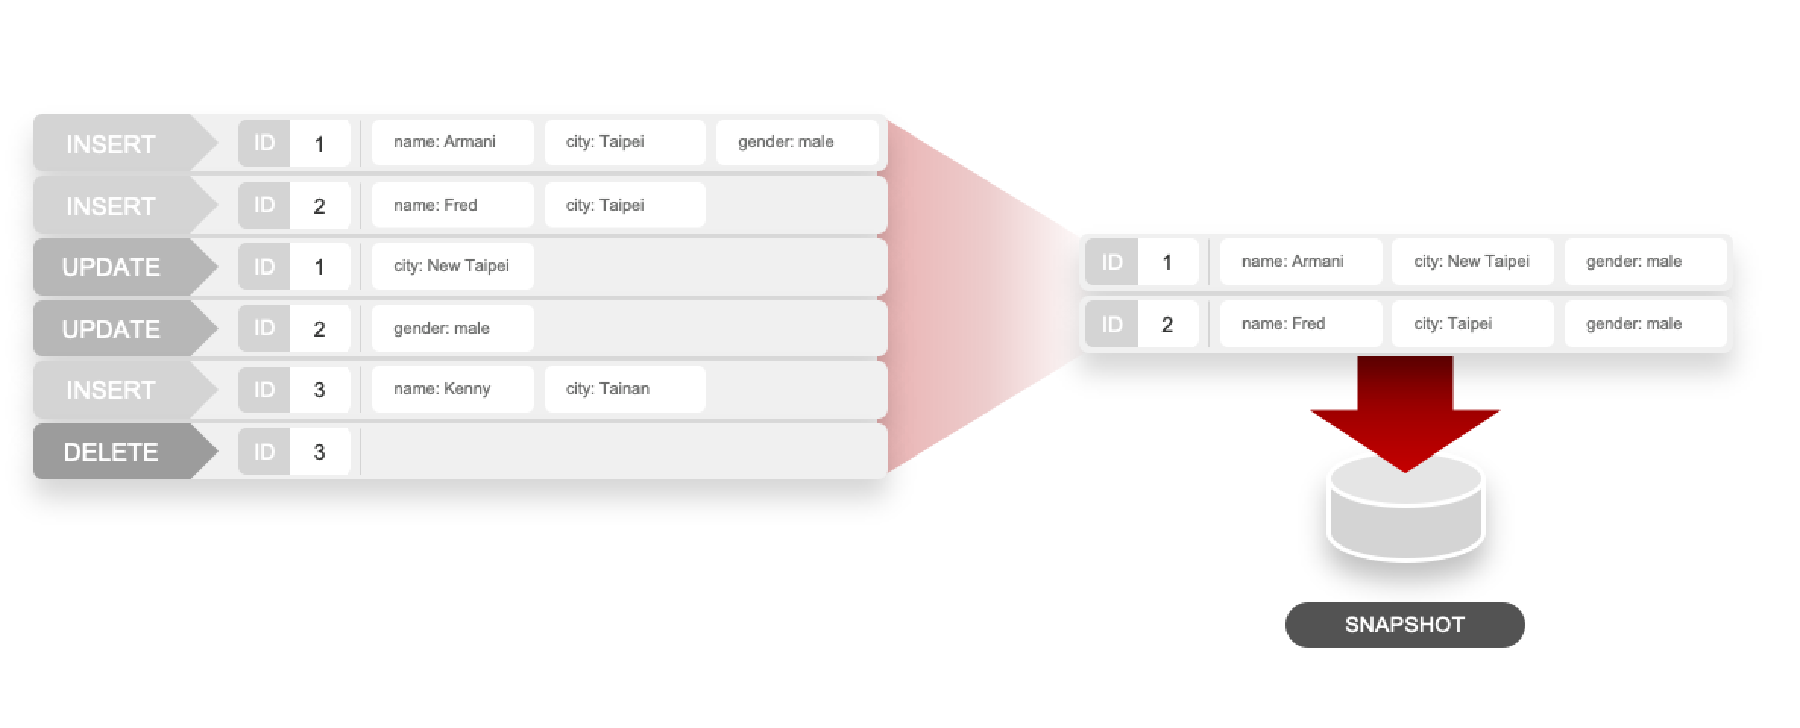 INSERT ID 1 name: Armani city: Taipei gender: male
INSERT ID 2 name: Fred city: Taipei
UPDATE ID 1 city: New Taipei
UPDATE ID 2 gender: male
INSERT ID 3 name: Kenny city: Tainan
DELETE ID 3
ID 1 name: Armani city: New Taipei gender: male
ID 2 name: Fred city: Taipei gender: male
SNAPSHOT